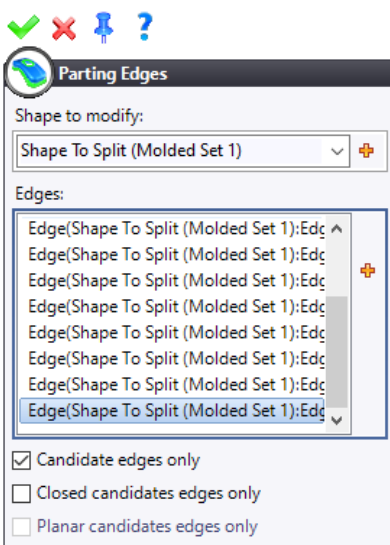 ?
Parting Edges
Shape to modify:
Shape To Split (Molded Set 1)
Edges:
Edge(Shape To Split (Molded Set 1):Edg
Edge(Shape To Split (Molded Set 1):Edg
Edge(Shape To Split (Molded Set 1):Edg
Edge(Shape To Split (Molded Set 1):Edg
Edge(Shape To Split (Molded Set 1):Edg
Edge(Shape To Split (Molded Set 1):Edg
Edge(Shape To Split (Molded Set 1):Edg
Edge(Shape To Split (Molded Set 1):Edg
Candidate edges only
Closed candidates edges only
Planar candidates edges only